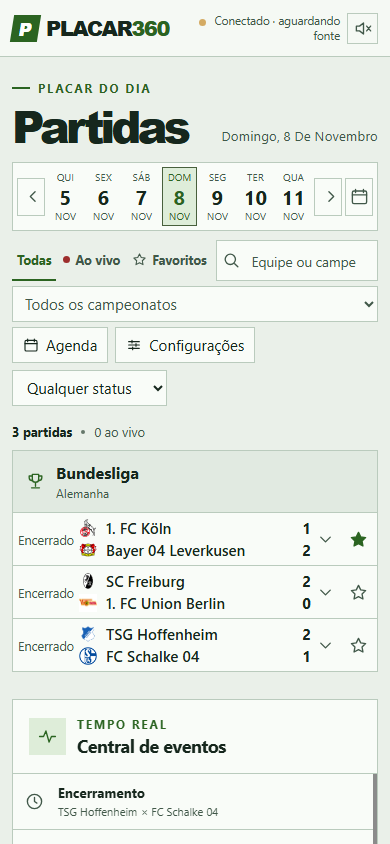 P PLACAR360
Conectado · aguardando
fonte
PLACAR DO DIA
Partidas
Domingo, 8 De Novembro
QUI SEX SÁB DOM SEG TER QUA
5 6 7 8 9 10 11
NOV NOV NOV NOV NOV NOV NOV
Todas Ao vivo Favoritos Equipe ou campe
Todos os campeonatos
Agenda Configurações
Qualquer status
3 partidas • 0 ao vivo
Bundesliga
Alemanha
Encerrado
1. FC Köln 1
Bayer 04 Leverkusen 2
Encerrado
SC Freiburg 2
1. FC Union Berlin 0
Encerrado
TSG Hoffenheim 2
FC Schalke 04 1
TEMPO REAL
Central de eventos
Encerramento
TSG Hoffenheim × FC Schalke 04